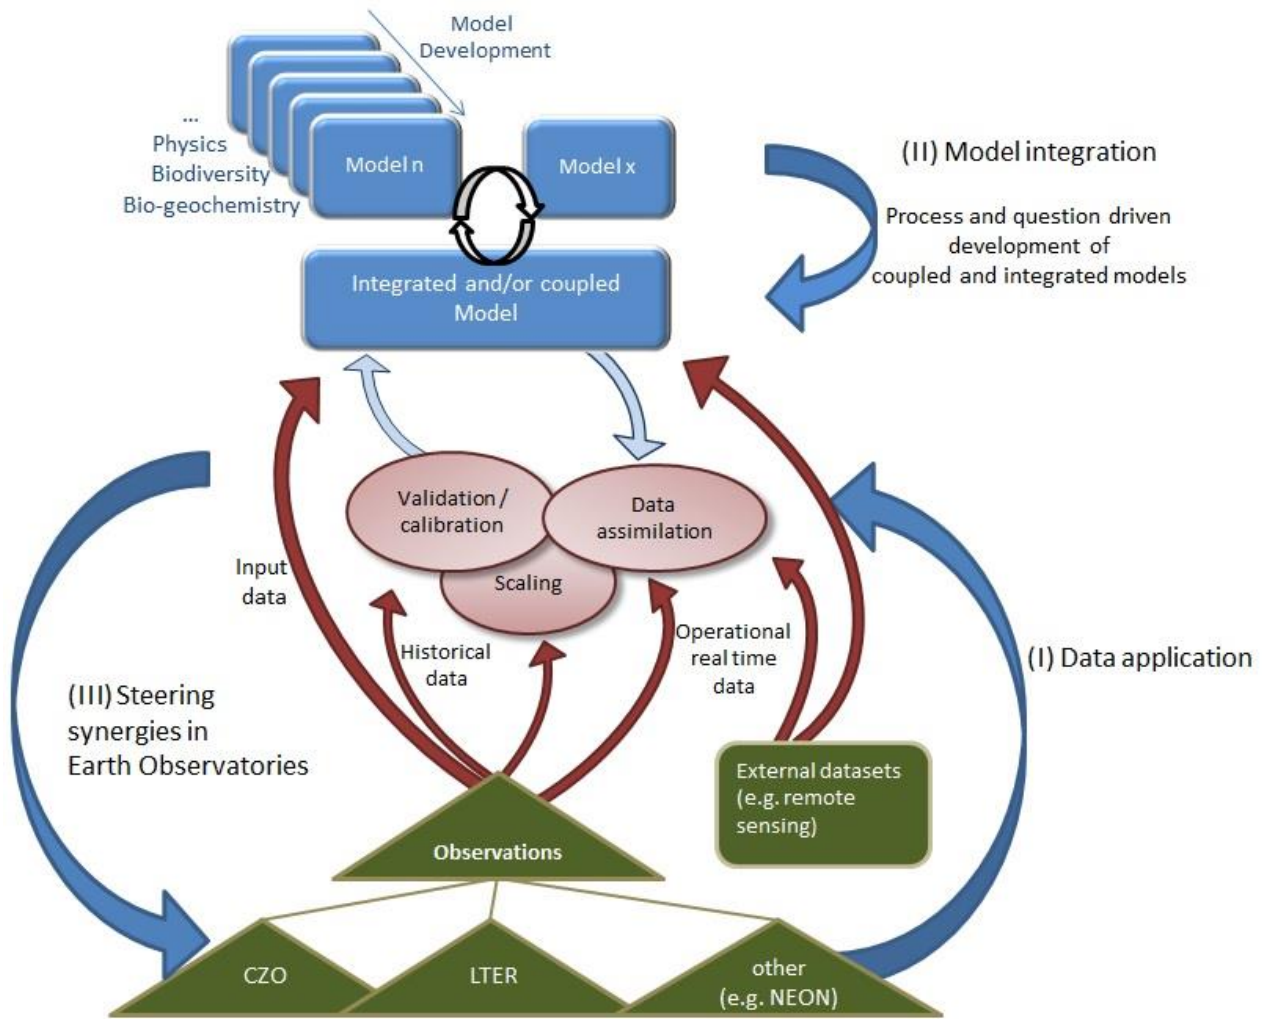 Model
Development
...
Physics
Biodiversity
Bio-geochemistry
Model n
Model x
(II) Model integration
Process and question driven
development of
coupled and integrated models
Integrated and/or coupled
Model
Validation /
calibration
Data
assimilation
Scaling
Input
data
Historical
data
Operational
real time
data
(I) Data application
(III) Steering
synergies in
Earth Observatories
External datasets
(e.g. remote
sensing)
Observations
CZO
LTER
other
(e.g. NEON)